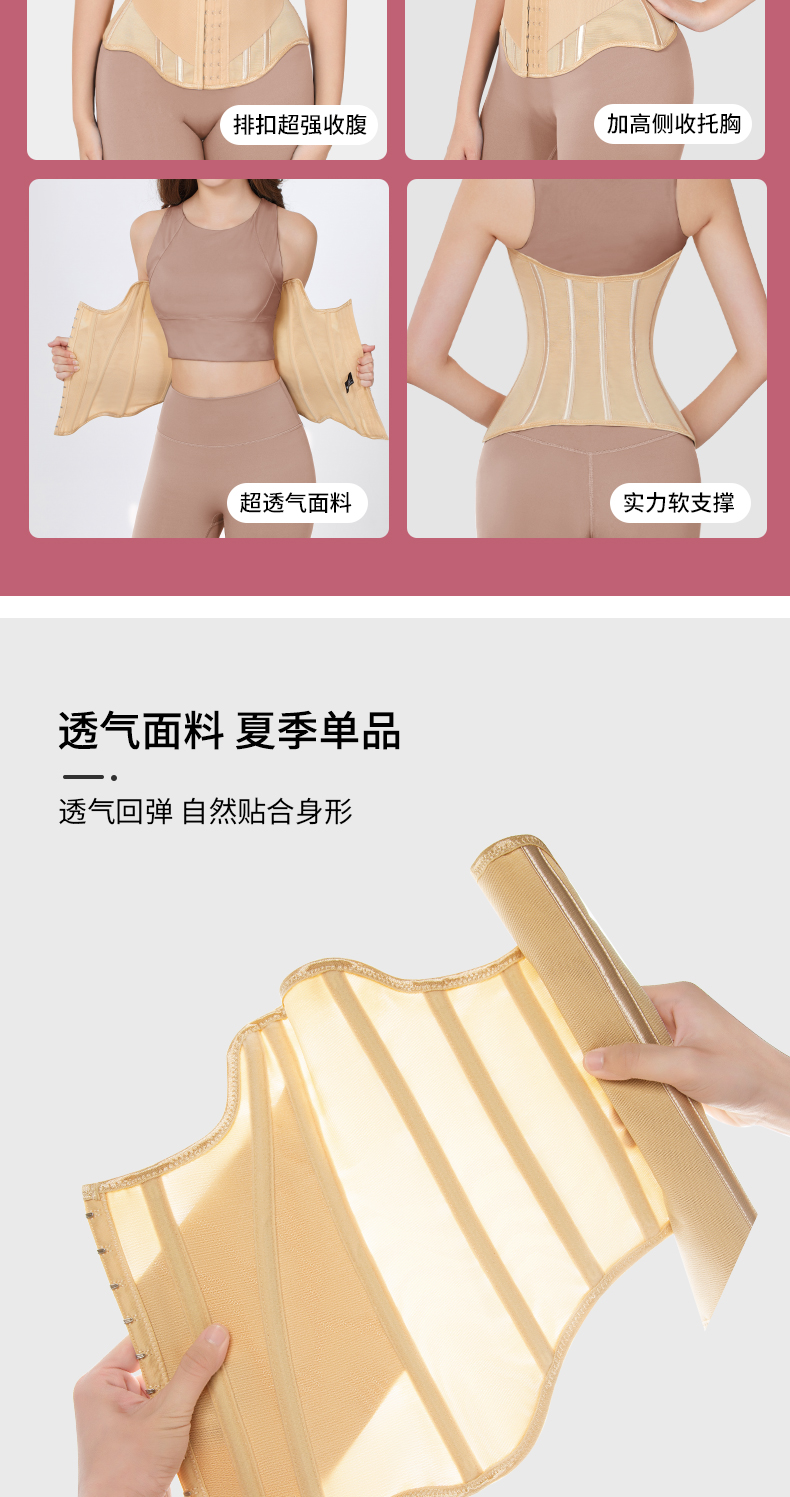 排扣超强收腹
加高侧收托胸
超透气面料
实力软支撑
透气面料 夏季单品
透气回弹 自然贴合身形